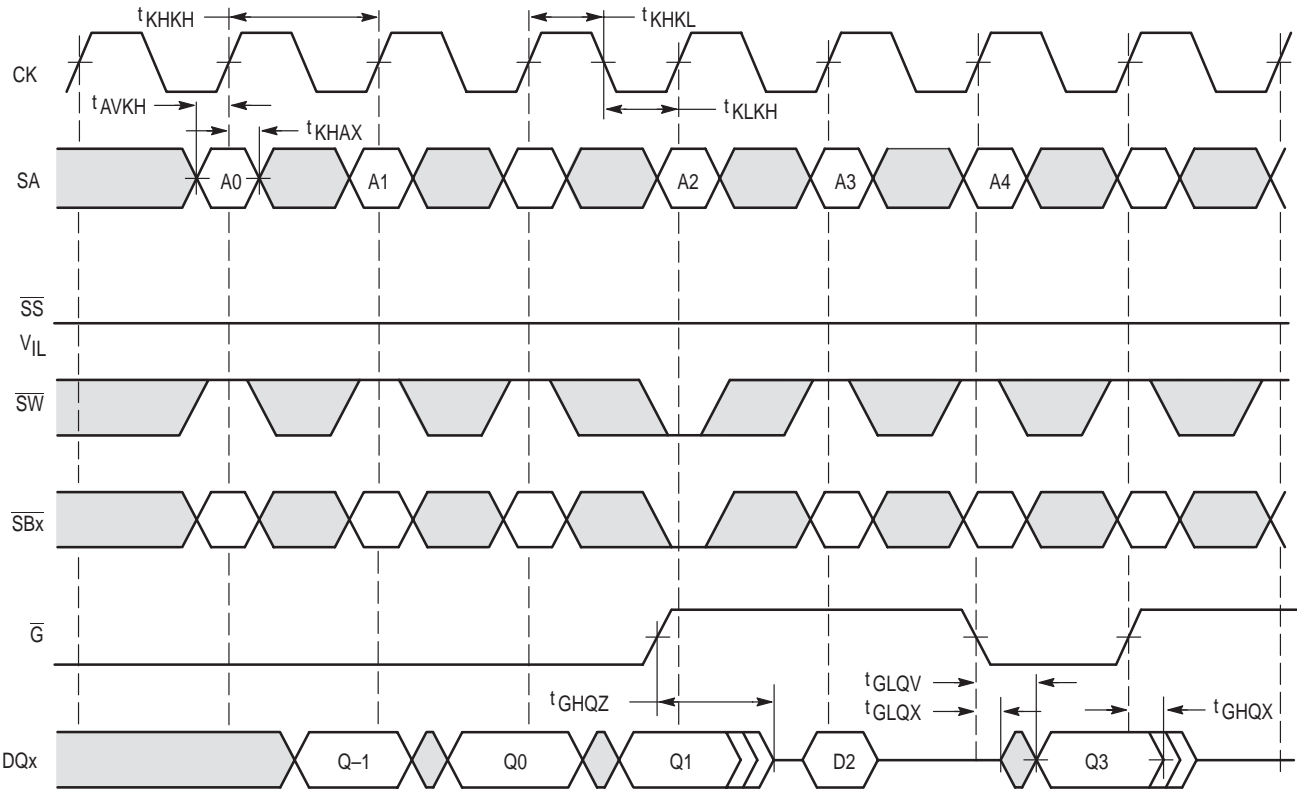 tKHKH
tKHKL
CK
tAVKH
tKHAX
tKLKH
SA
A0
A1
A2
A3
A4
SS
VIL
SW
SBx
G
tGHQZ
tGLQV
tGLQX
tGHQX
DQx
Q–1
Q0
Q1
D2
Q3